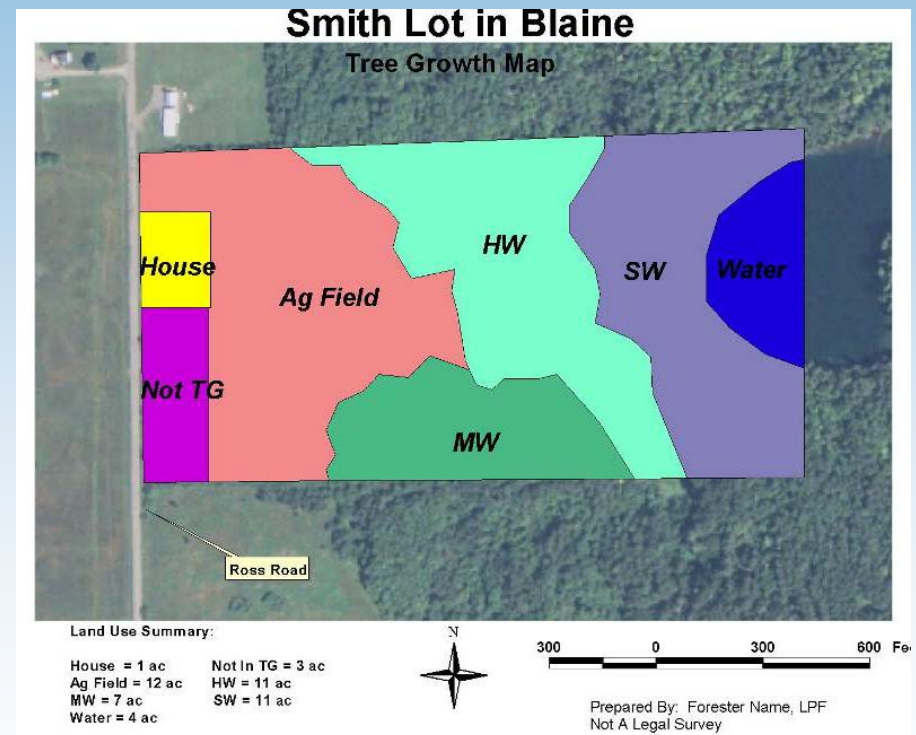 Smith Lot in Blaine
Tree Growth Map
HW
House
SW
Water
Ag Field
Not TG
MW
Ross Road
Land Use Summary:
House = 1 ac Not In TG = 3 ac
Ag Field = 12 ac HW = 11 ac
MW = 7 ac SW = 11 ac
Water = 4 ac
N
300 0 300 600 Fe
Prepared By: Forester Name, LPF
Not A Legal Survey